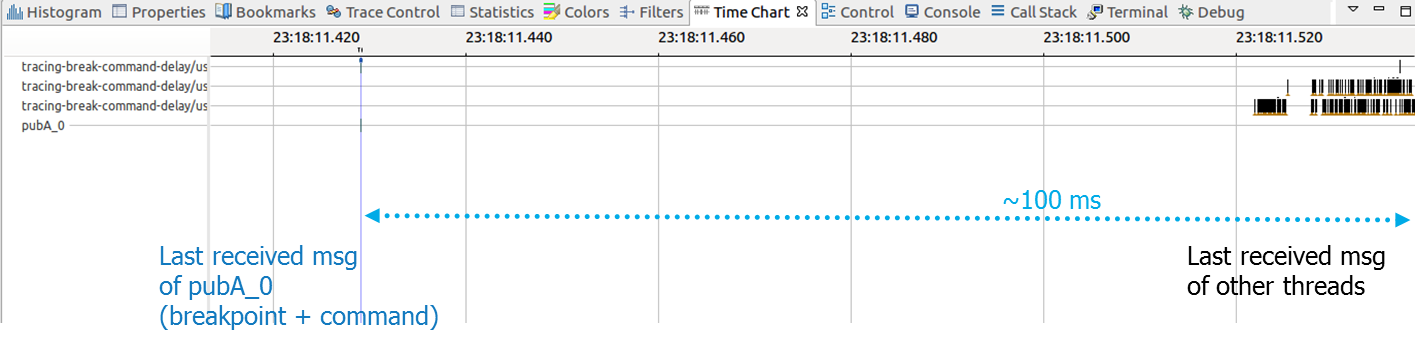 Histogram Properties Bookmarks Trace Control Statistics Colors Filters Time Chart Control Console Call Stack Terminal Debug
23:18:11.420 23:18:11.440 23:18:11.460 23:18:11.480 23:18:11.500 23:18:11.520
tracing-break-command-delay/us
tracing-break-command-delay/us
tracing-break-command-delay/us
pubA_0
~100 ms
Last received msg
of pubA_0
(breakpoint + command)
Last received msg
of other threads